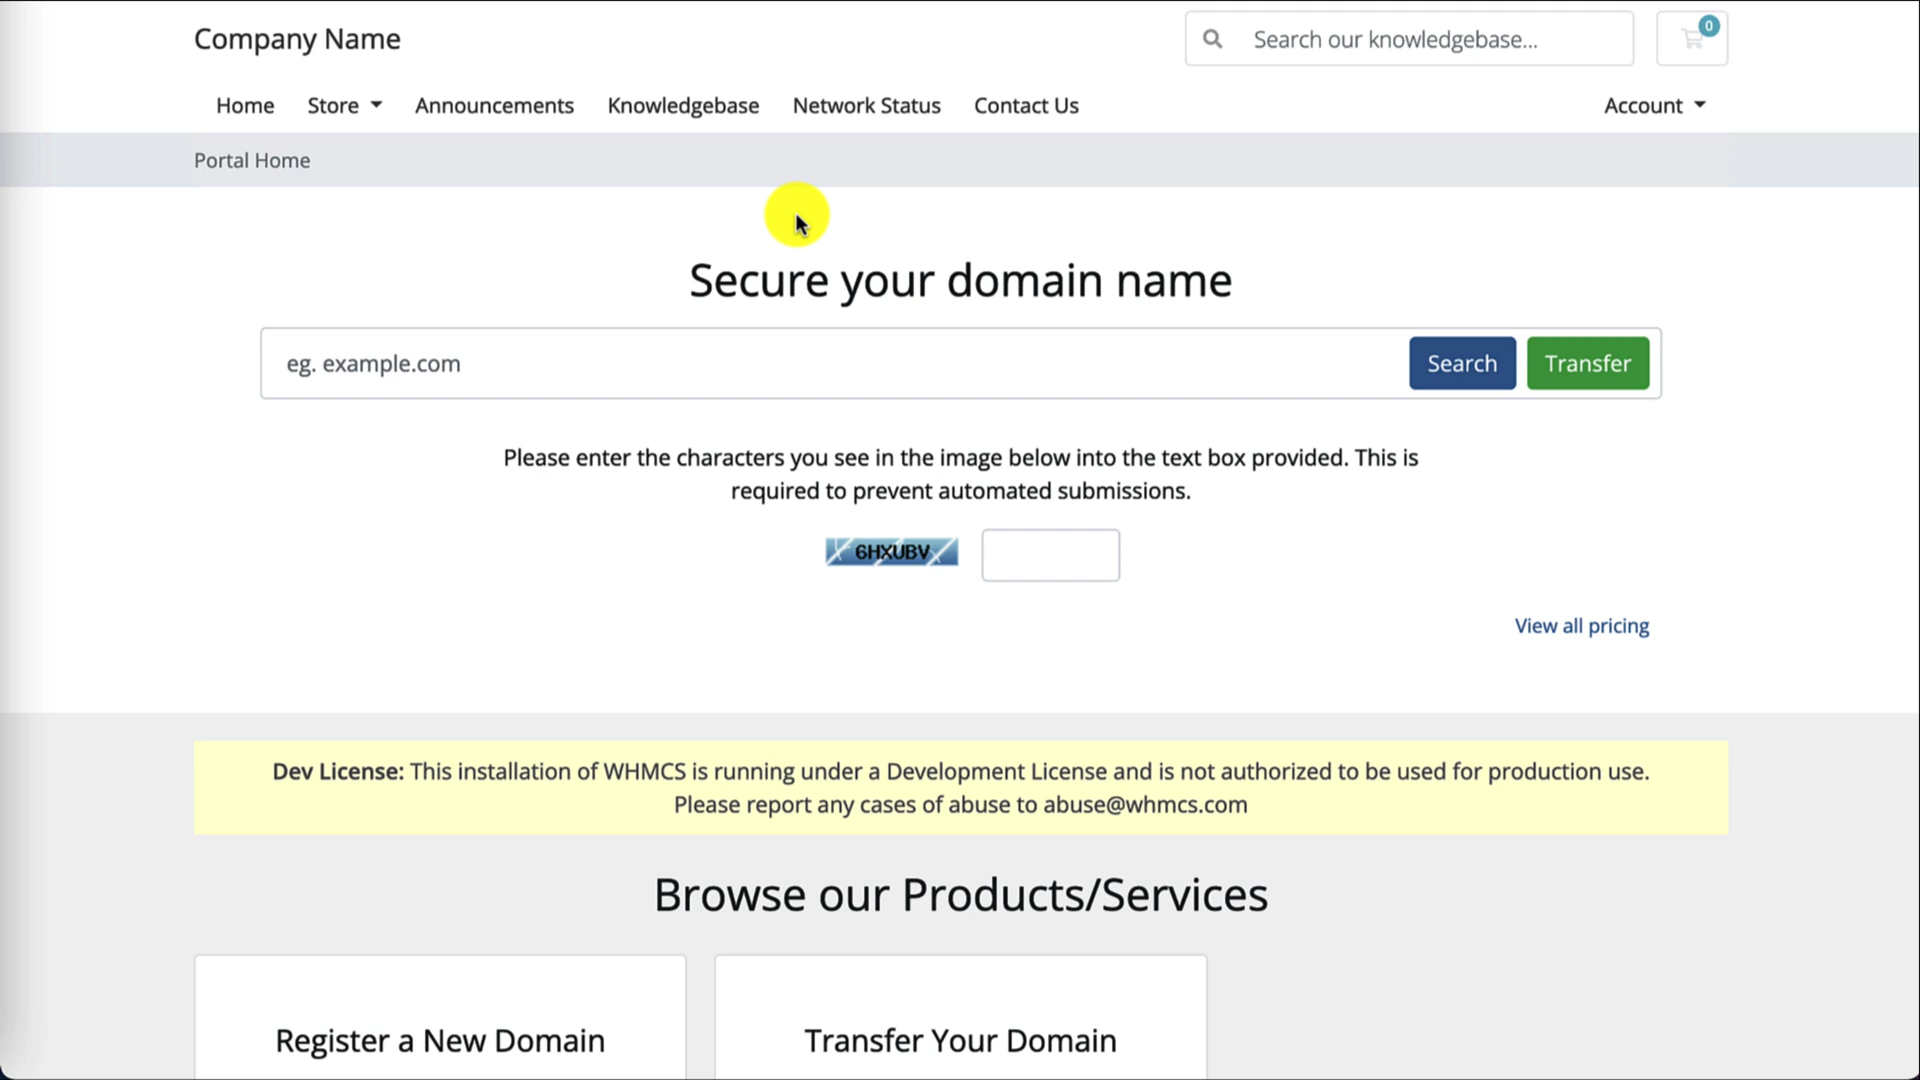 Company Name
Search our knowledgebase...
0
Home Store Announcements Knowledgebase Network Status Contact Us Account
Portal Home
Secure your domain name
eg. example.com Search Transfer
Please enter the characters you see in the image below into the text box provided. This is
required to prevent automated submissions.
6HXUBV
View all pricing
Dev License: This installation of WHMCS is running under a Development License and is not authorized to be used for production use.
Please report any cases of abuse to abuse@whmcs.com
Browse our Products/Services
Register a New Domain
Transfer Your Domain